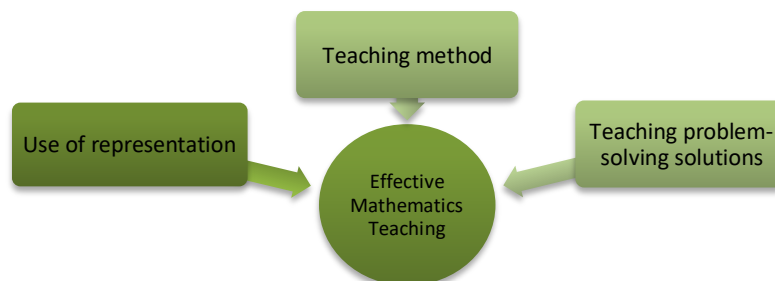 Teaching method
Use of representation
Teaching problem-
solving solutions
Effective
Mathematics
Teaching